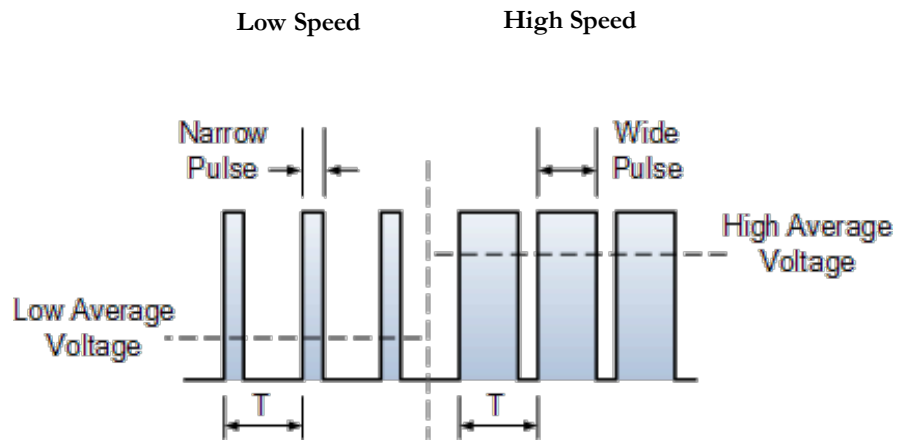 Low Speed
High Speed
Narrow
Pulse
Wide
Pulse
High Average
Voltage
Low Average
Voltage
T
T